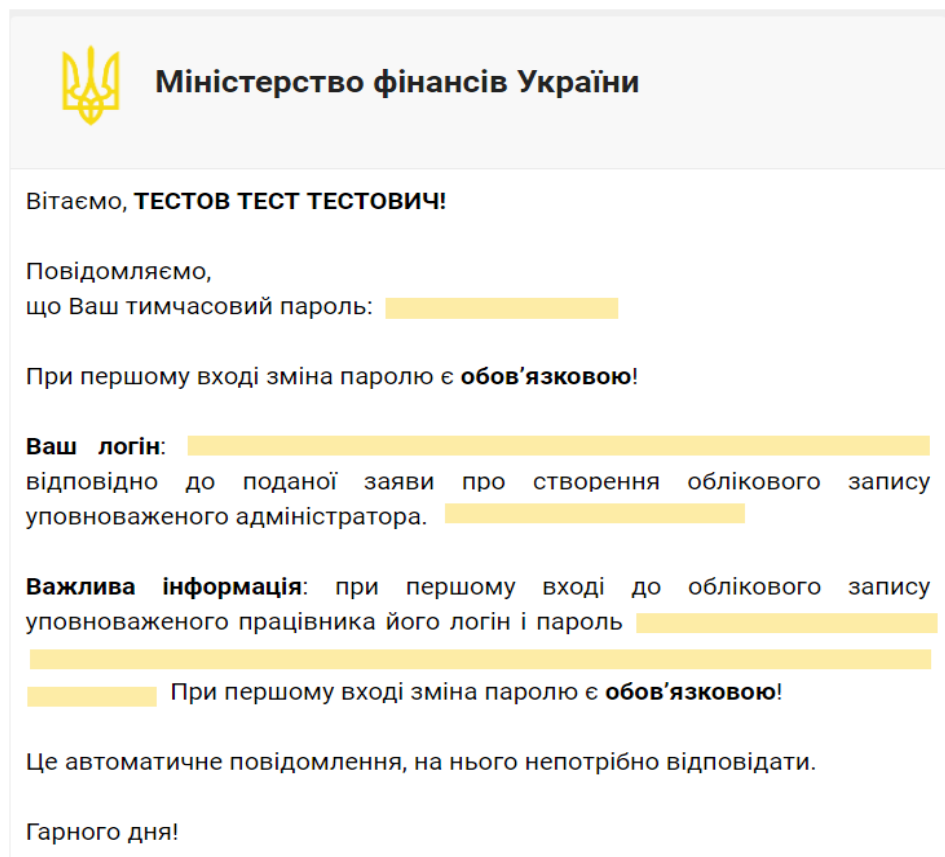 Міністерство фінансів України
Вітаємо, ТЕСТОВ ТЕСТ ТЕСТОВИЧ!
Повідомляємо,
що Ваш тимчасовий пароль:
При першому вході зміна паролю є обов’язковою!
Ваш логін:
відповідно до поданої заяви про створення облікового запису
уповноваженого адміністратора.
Важлива інформація: при першому вході до облікового запису
уповноваженого працівника його логін і пароль
При першому вході зміна паролю є обов’язковою!
Це автоматичне повідомлення, на нього непотрібно відповідати.
Гарного дня!